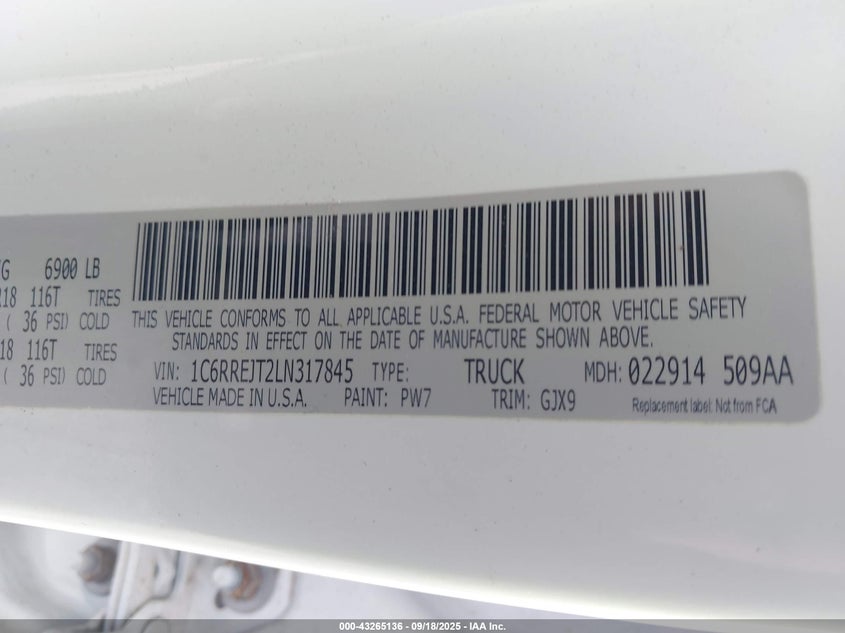 6900 LB
116T TIRES
( 36 PSI) COLD
116T TIRES
( 36 PSI) COLD
THIS VEHICLE CONFORMS TO ALL APPLICABLE U.S.A. FEDERAL MOTOR VEHICLE SAFETY
STANDARDS IN EFFECT ON THE DATE OF MANUFACTURE SHOWN ABOVE.
VIN: 1C6RREJT2LN317845 TYPE: TRUCK MDH: 022914 509AA
VEHICLE MADE IN U.S.A. PAINT: PW7 TRIM: GJX9
Replacement label. Not from FCA
000-43265136 - 09/18/2025 - IAA Inc.